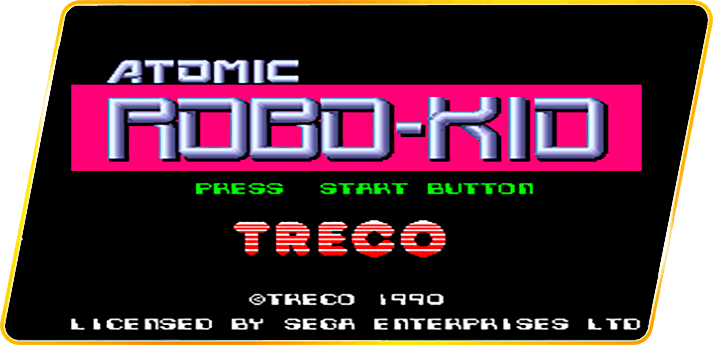 ATOMIC
ROBO-KID
PRESS START BUTTON
TRECO
©TRECO 1990
LICENSED BY SEGA ENTERPRISES LTD